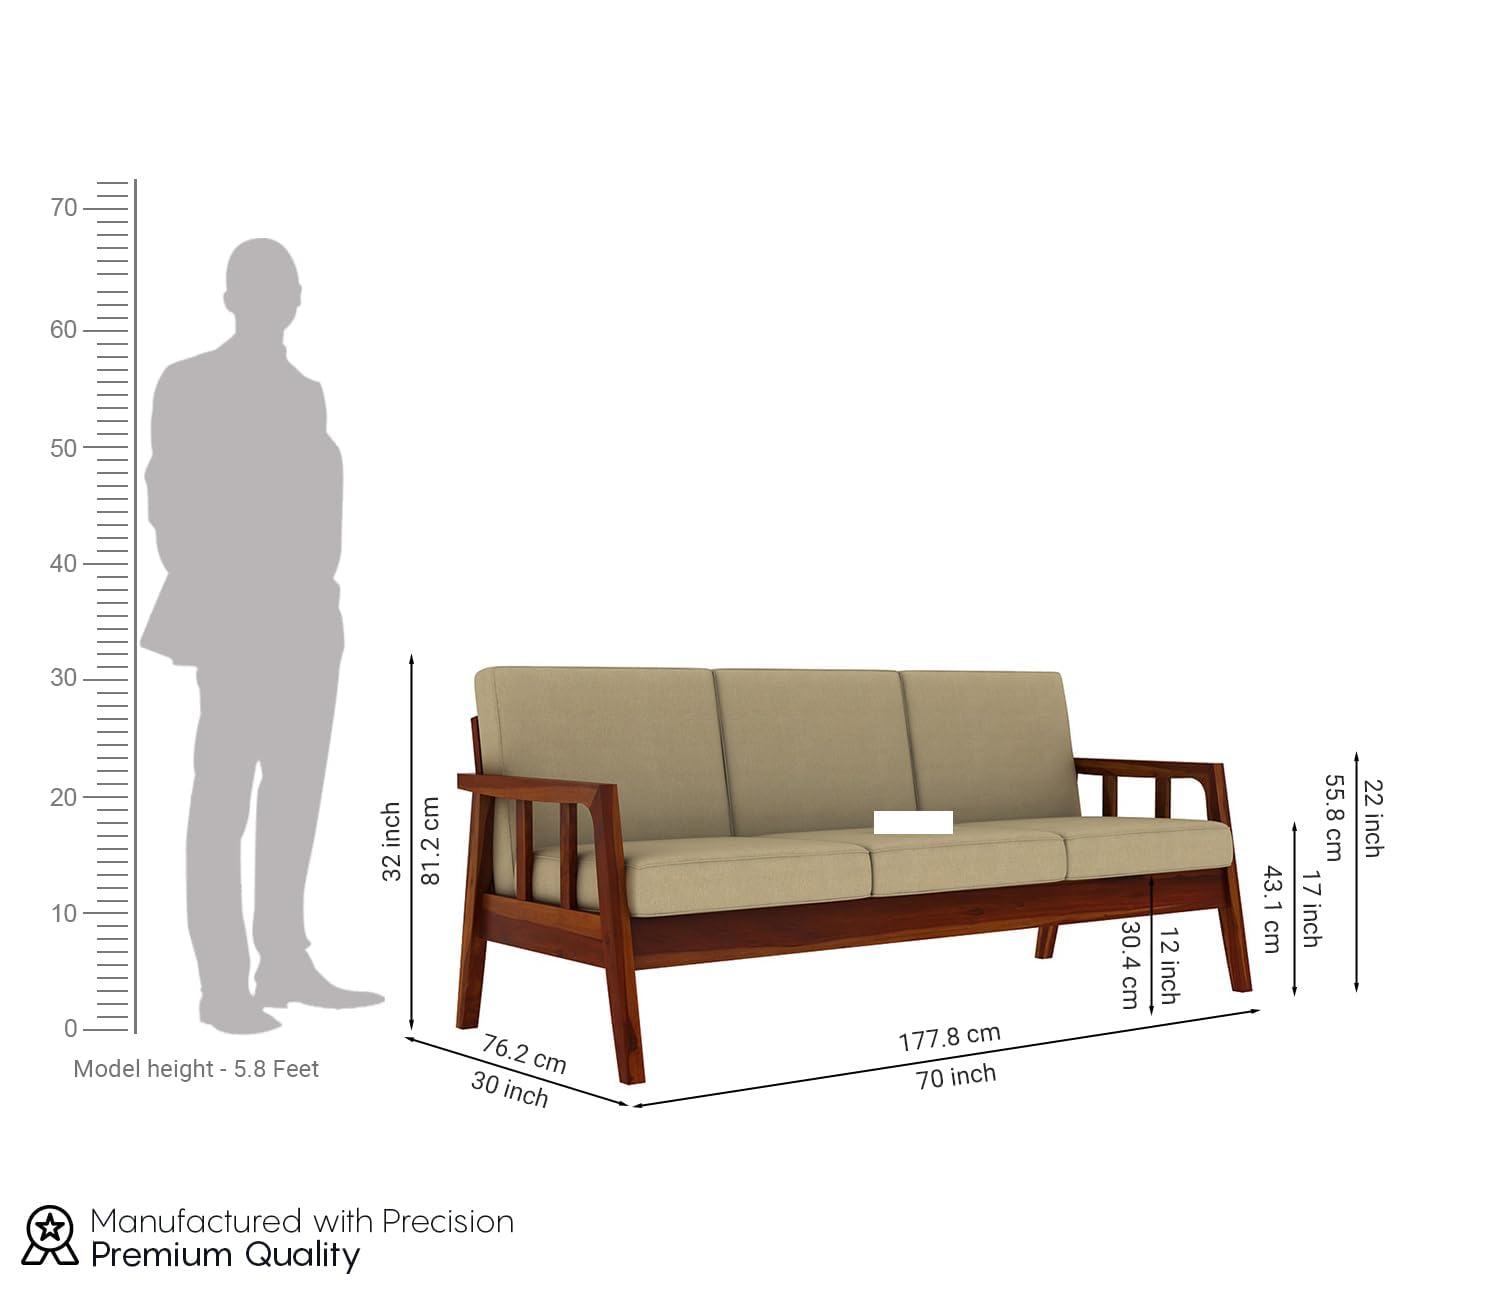 70
60
50
40
30
20
10
0
Model height - 5.8 Feet
32 inch
81.2 cm
76.2 cm
30 inch
177.8 cm
70 inch
30.4 cm
12 inch
43.1 cm
17 inch
55.8 cm
22 inch
Manufactured with Precision
Premium Quality